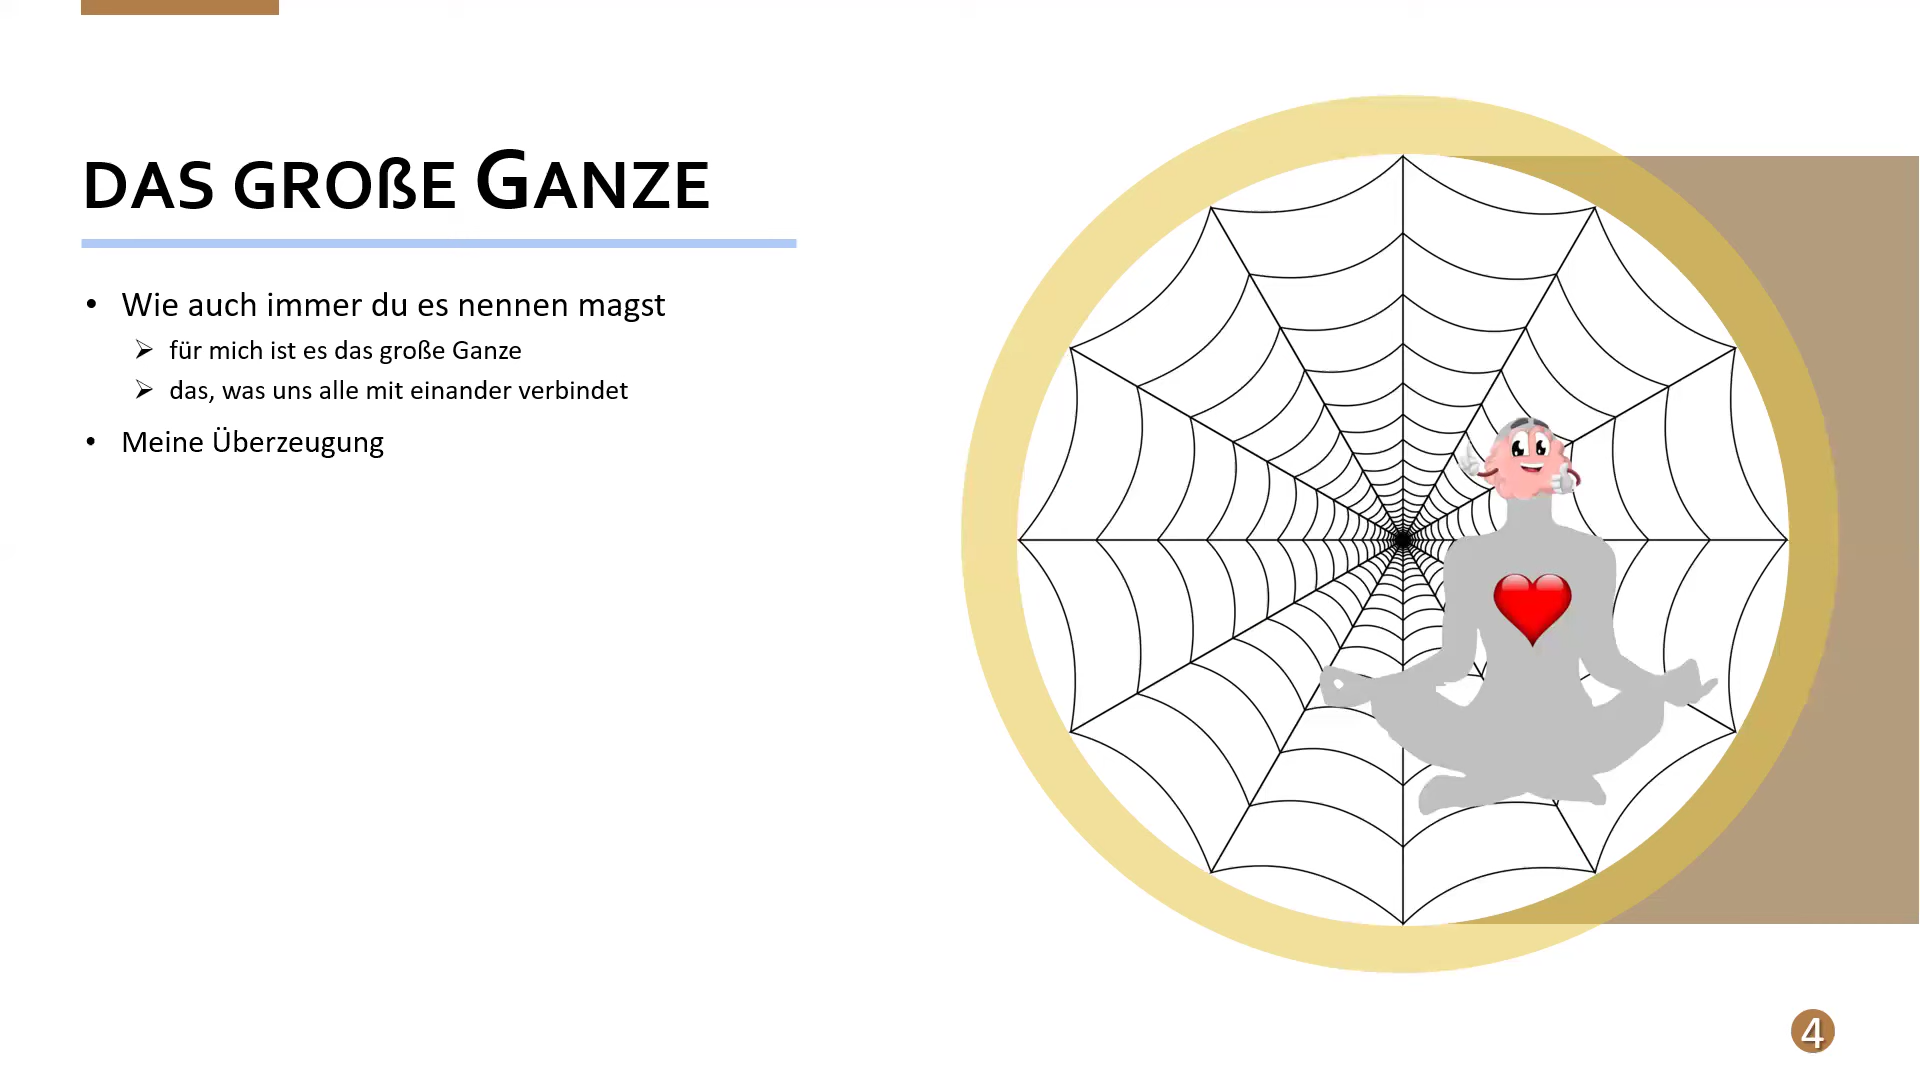 DAS GROßE GANZE
• Wie auch immer du es nennen magst
➢ für mich ist es das große Ganze
➢ das, was uns alle mit einander verbindet
• Meine Überzeugung
4